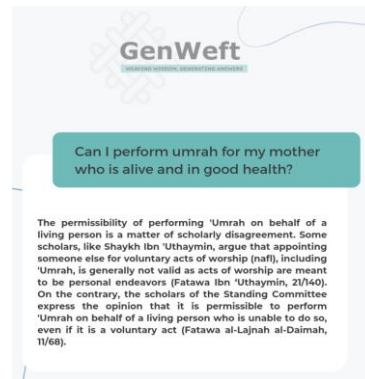 GenWeft
WEAVING WISDOM, GENERATING ANSWERS
Can I perform umrah for my mother
who is alive and in good health?
The permissibility of performing 'Umrah on behalf of a
living person is a matter of scholarly disagreement. Some
scholars, like Shaykh Ibn 'Uthaymin, argue that appointing
someone else for voluntary acts of worship (nafl), including
'Umrah, is generally not valid as acts of worship are meant
to be personal endeavors (Fatawa Ibn 'Uthaymin, 21/140).
On the contrary, the scholars of the Standing Committee
express the opinion that it is permissible to perform
'Umrah on behalf of a living person who is unable to do so,
even if it is a voluntary act (Fatawa al-Lajnah al-Daimah,
11/68).